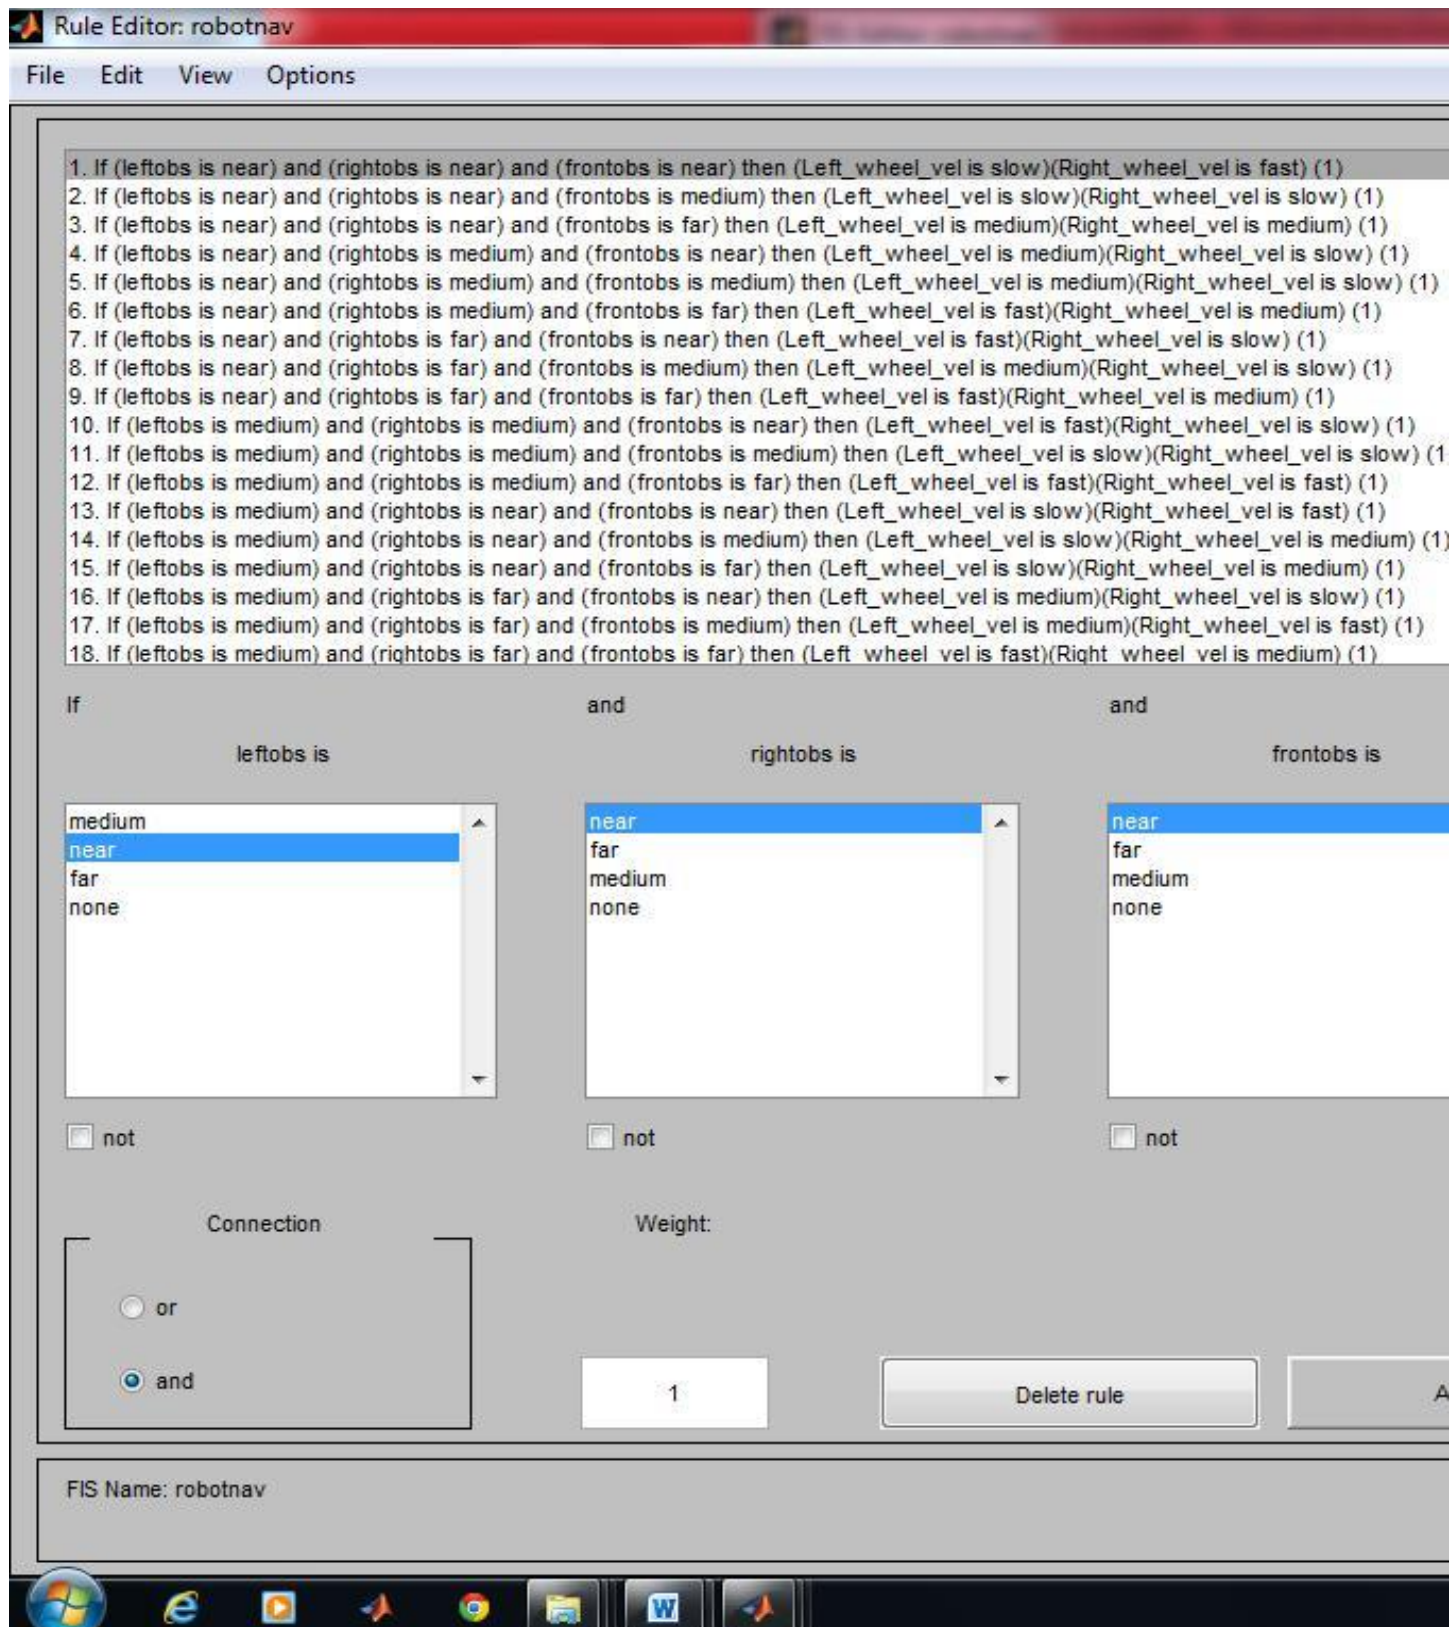 Rule Editor: robotnav
File Edit View Options
1. If (leftobs is near) and (rightobs is near) and (frontobs is near) then (Left_wheel_vel is slow)(Right_wheel_vel is fast) (1)
2. If (leftobs is near) and (rightobs is near) and (frontobs is medium) then (Left_wheel_vel is slow)(Right_wheel_vel is slow) (1)
3. If (leftobs is near) and (rightobs is near) and (frontobs is far) then (Left_wheel_vel is medium)(Right_wheel_vel is medium) (1)
4. If (leftobs is near) and (rightobs is medium) and (frontobs is near) then (Left_wheel_vel is medium)(Right_wheel_vel is slow) (1)
5. If (leftobs is near) and (rightobs is medium) and (frontobs is medium) then (Left_wheel_vel is medium)(Right_wheel_vel is slow) (1)
6. If (leftobs is near) and (rightobs is medium) and (frontobs is far) then (Left_wheel_vel is fast)(Right_wheel_vel is medium) (1)
7. If (leftobs is near) and (rightobs is far) and (frontobs is near) then (Left_wheel_vel is fast)(Right_wheel_vel is slow) (1)
8. If (leftobs is near) and (rightobs is far) and (frontobs is medium) then (Left_wheel_vel is medium)(Right_wheel_vel is slow) (1)
9. If (leftobs is near) and (rightobs is far) and (frontobs is far) then (Left_wheel_vel is fast)(Right_wheel_vel is medium) (1)
10. If (leftobs is medium) and (rightobs is medium) and (frontobs is near) then (Left_wheel_vel is fast)(Right_wheel_vel is slow) (1)
11. If (leftobs is medium) and (rightobs is medium) and (frontobs is medium) then (Left_wheel_vel is slow)(Right_wheel_vel is slow) (1
12. If (leftobs is medium) and (rightobs is medium) and (frontobs is far) then (Left_wheel_vel is fast)(Right_wheel_vel is fast) (1)
13. If (leftobs is medium) and (rightobs is near) and (frontobs is near) then (Left_wheel_vel is slow)(Right_wheel_vel is fast) (1)
14. If (leftobs is medium) and (rightobs is near) and (frontobs is medium) then (Left_wheel_vel is slow)(Right_wheel_vel is medium) (1)
15. If (leftobs is medium) and (rightobs is near) and (frontobs is far) then (Left_wheel_vel is slow)(Right_wheel_vel is medium) (1)
16. If (leftobs is medium) and (rightobs is far) and (frontobs is near) then (Left_wheel_vel is medium)(Right_wheel_vel is slow) (1)
17. If (leftobs is medium) and (rightobs is far) and (frontobs is medium) then (Left_wheel_vel is medium)(Right_wheel_vel is fast) (1)
18. If (leftobs is medium) and (rightobs is far) and (frontobs is far) then (Left_wheel_vel is fast)(Right_wheel_vel is medium) (1)
If and and
leftobs is rightobs is frontobs is
medium near near
near far far
far medium medium
none none none
not not not
Connection Weight:
or
and 1 Delete rule A
FIS Name: robotnav